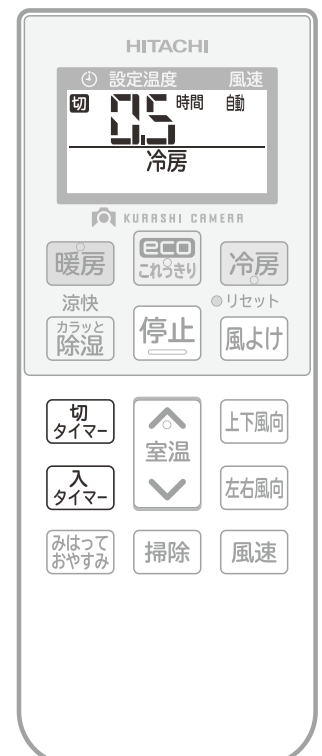 HITACHI
設定温度 風速
切 0.5 時間 自動
冷房
KURASHI CAMERA
暖房 eco これっきり 冷房
涼快 リセット
カラッと 除湿 停止 風よけ
切 タイマー 上下風向
室温
入 タイマー 左右風向
みはって おやすみ 掃除 風速